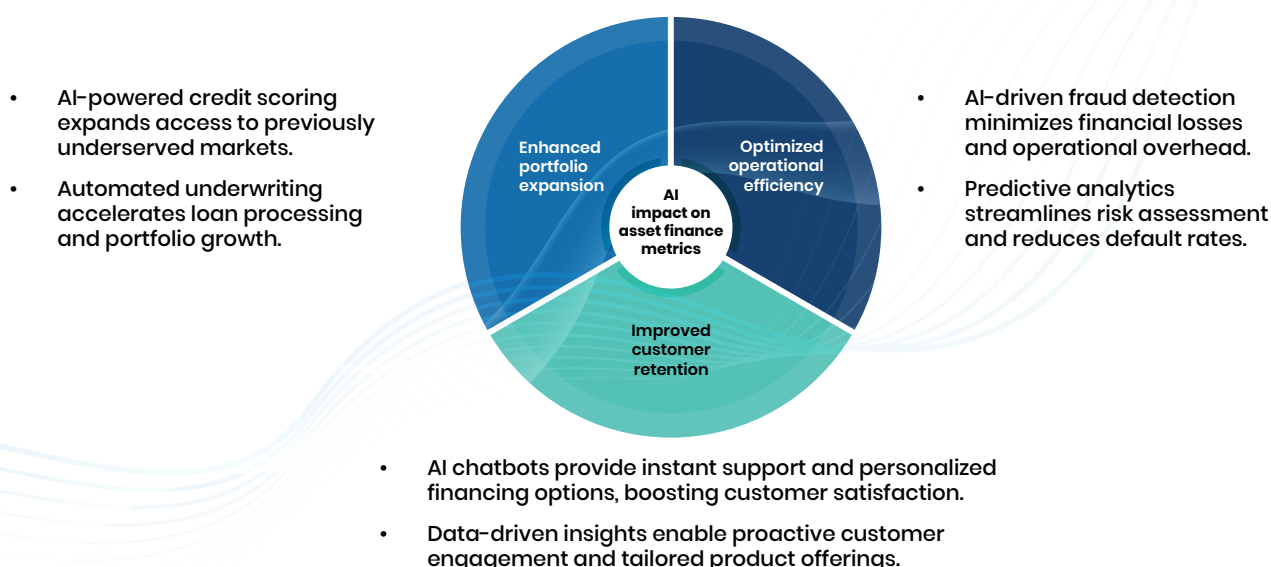 • AI-powered credit scoring
expands access to previously
underserved markets.
• Automated underwriting
accelerates loan processing
and portfolio growth.
Enhanced
portfolio
expansion
Optimized
operational
efficiency
AI
impact on
asset finance
metrics
Improved
customer
retention
• AI-driven fraud detection
minimizes financial losses
and operational overhead.
• Predictive analytics
streamlines risk assessment
and reduces default rates.
• AI chatbots provide instant support and personalized
financing options, boosting customer satisfaction.
• Data-driven insights enable proactive customer
engagement and tailored product offerings.